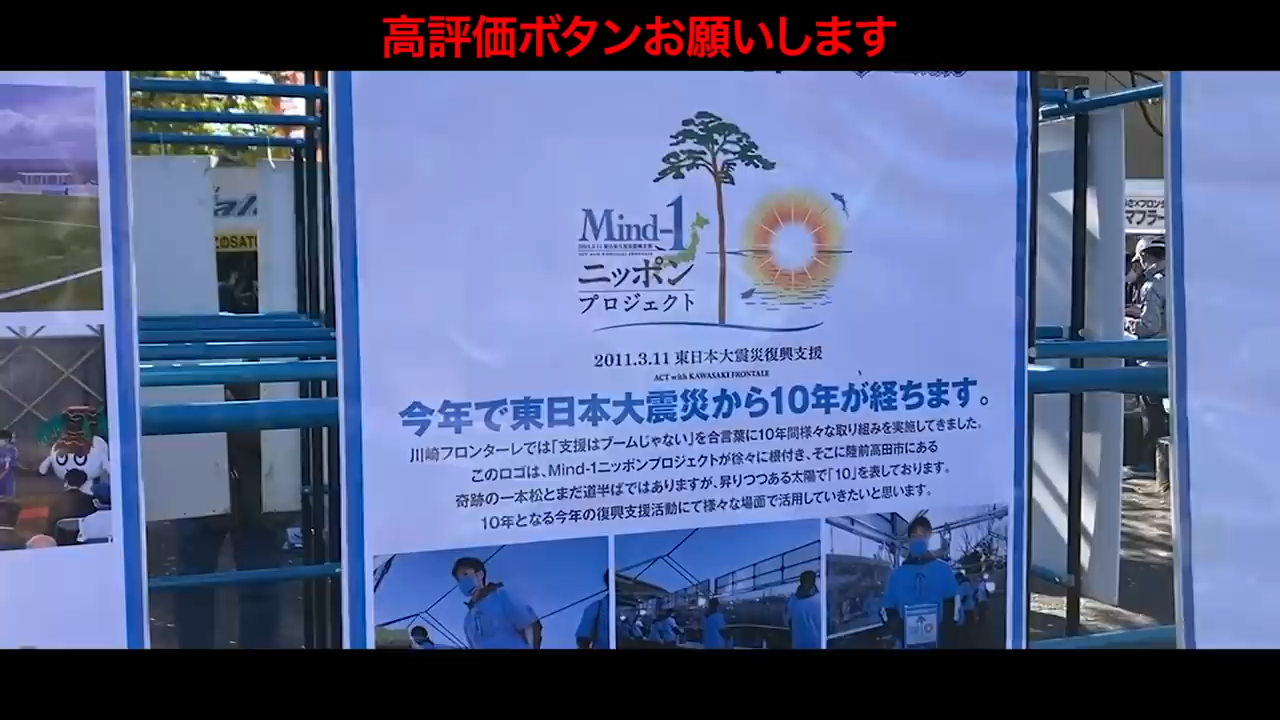 高評価ボタンお願いします
Mind-1
ニッポン
プロジェクト
2011.3.11 東日本大震災復興支援
ACT with KAWASAKI FRONTALE
今年で東日本大震災から10年が経ちます。
川崎フロンターレでは「支援はブームじゃない」を合言葉に10年間様々な取り組みを実施してきました。
このロゴは、Mind-1ニッポンプロジェクトが徐々に根付き、そこに陸前高田市にある
奇跡の一本松とまだ道半ばではありますが、昇りつつある太陽で「10」を表しております。
10年となる今年の復興支援活動にて様々な場面で活用していきたいと思います。
のSATU
マフラー